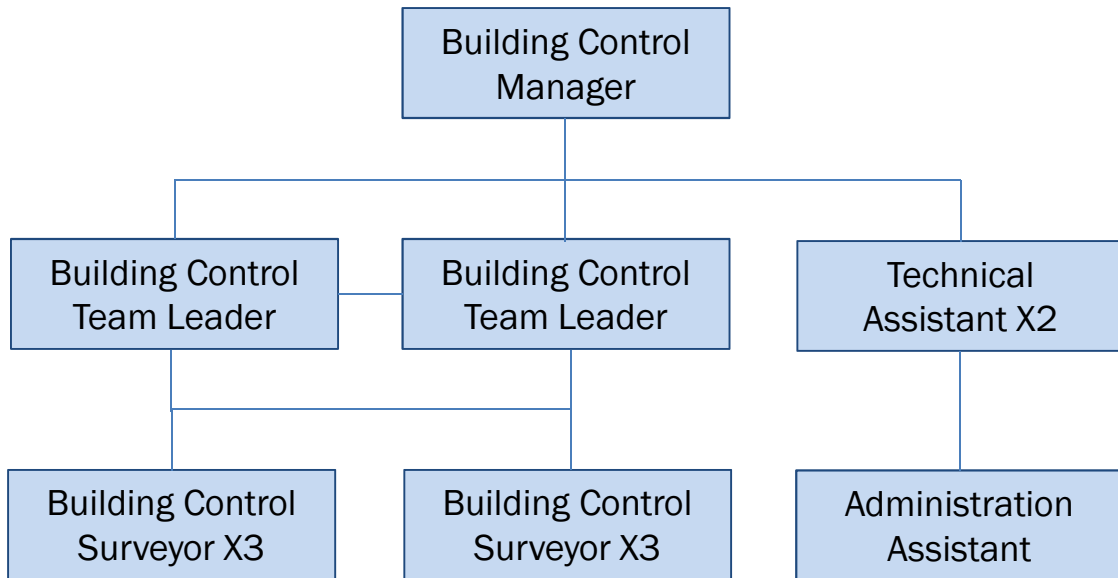 Building Control
Manager
Building Control
Team Leader
Building Control
Team Leader
Technical
Assistant X2
Building Control
Surveyor X3
Building Control
Surveyor X3
Administration
Assistant